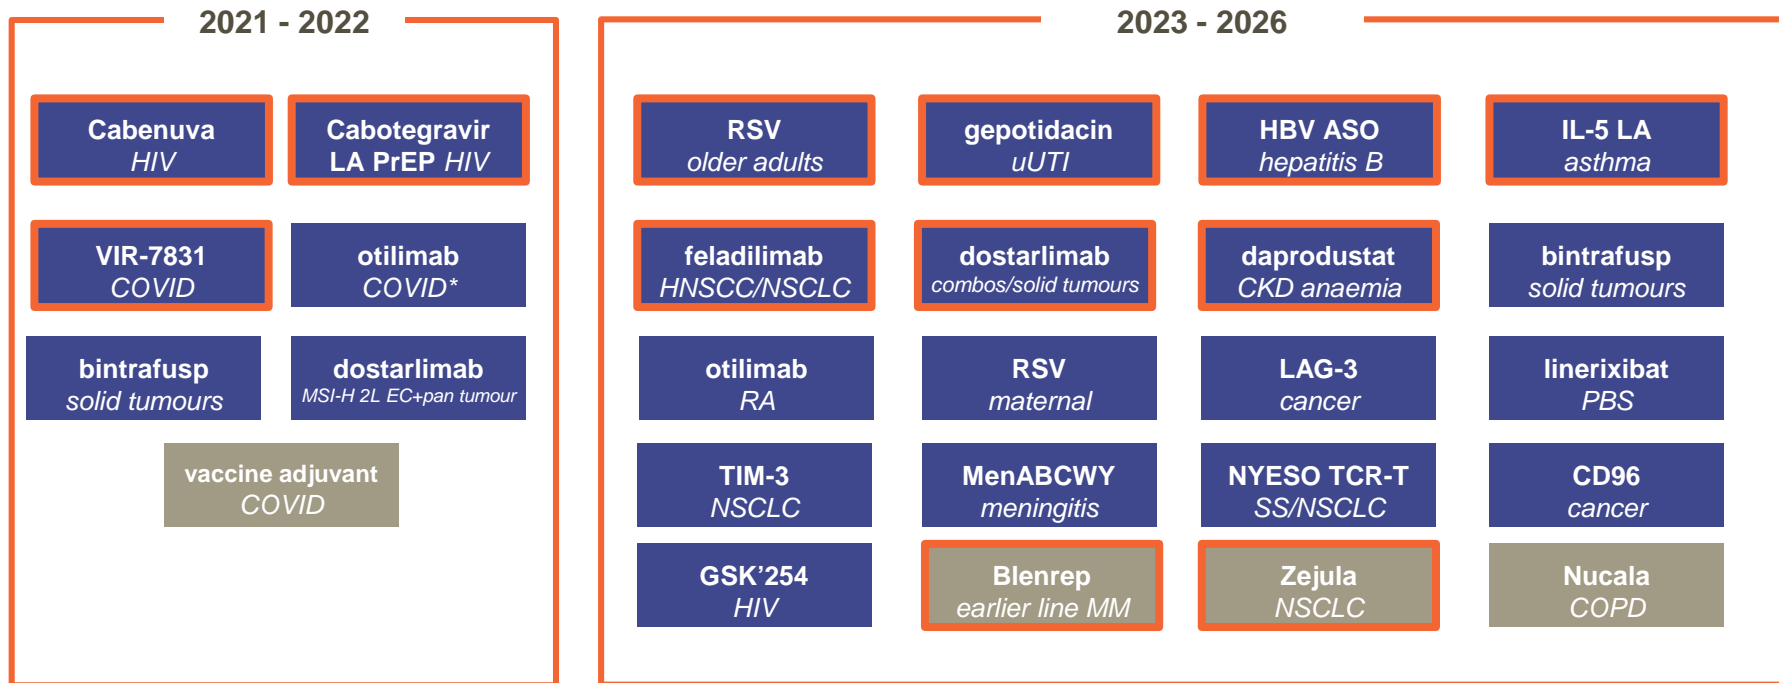 2021 - 2022
Cabenuva
HIV
Cabotegravir
LA PrEP HIV
VIR-7831
COVID
otilimab
COVID*
bintrafusp
solid tumours
dostarlimab
MSI-H 2L EC+pan tumour
vaccine adjuvant
COVID
2023 - 2026
RSV
older adults
gepotidacin
uUTI
HBV ASO
hepatitis B
IL-5 LA
asthma
feladilimab
HNSCC/NSCLC
dostarlimab
combos/solid tumours
daprodustat
CKD anaemia
bintrafusp
solid tumours
otilimab
RA
RSV
maternal
LAG-3
cancer
linerixibat
PBS
TIM-3
NSCLC
MenABCWY
meningitis
NYESO TCR-T
SS/NSCLC
CD96
cancer
GSK’254
HIV
Blenrep
earlier line MM
Zejula
NSCLC
Nucala
COPD